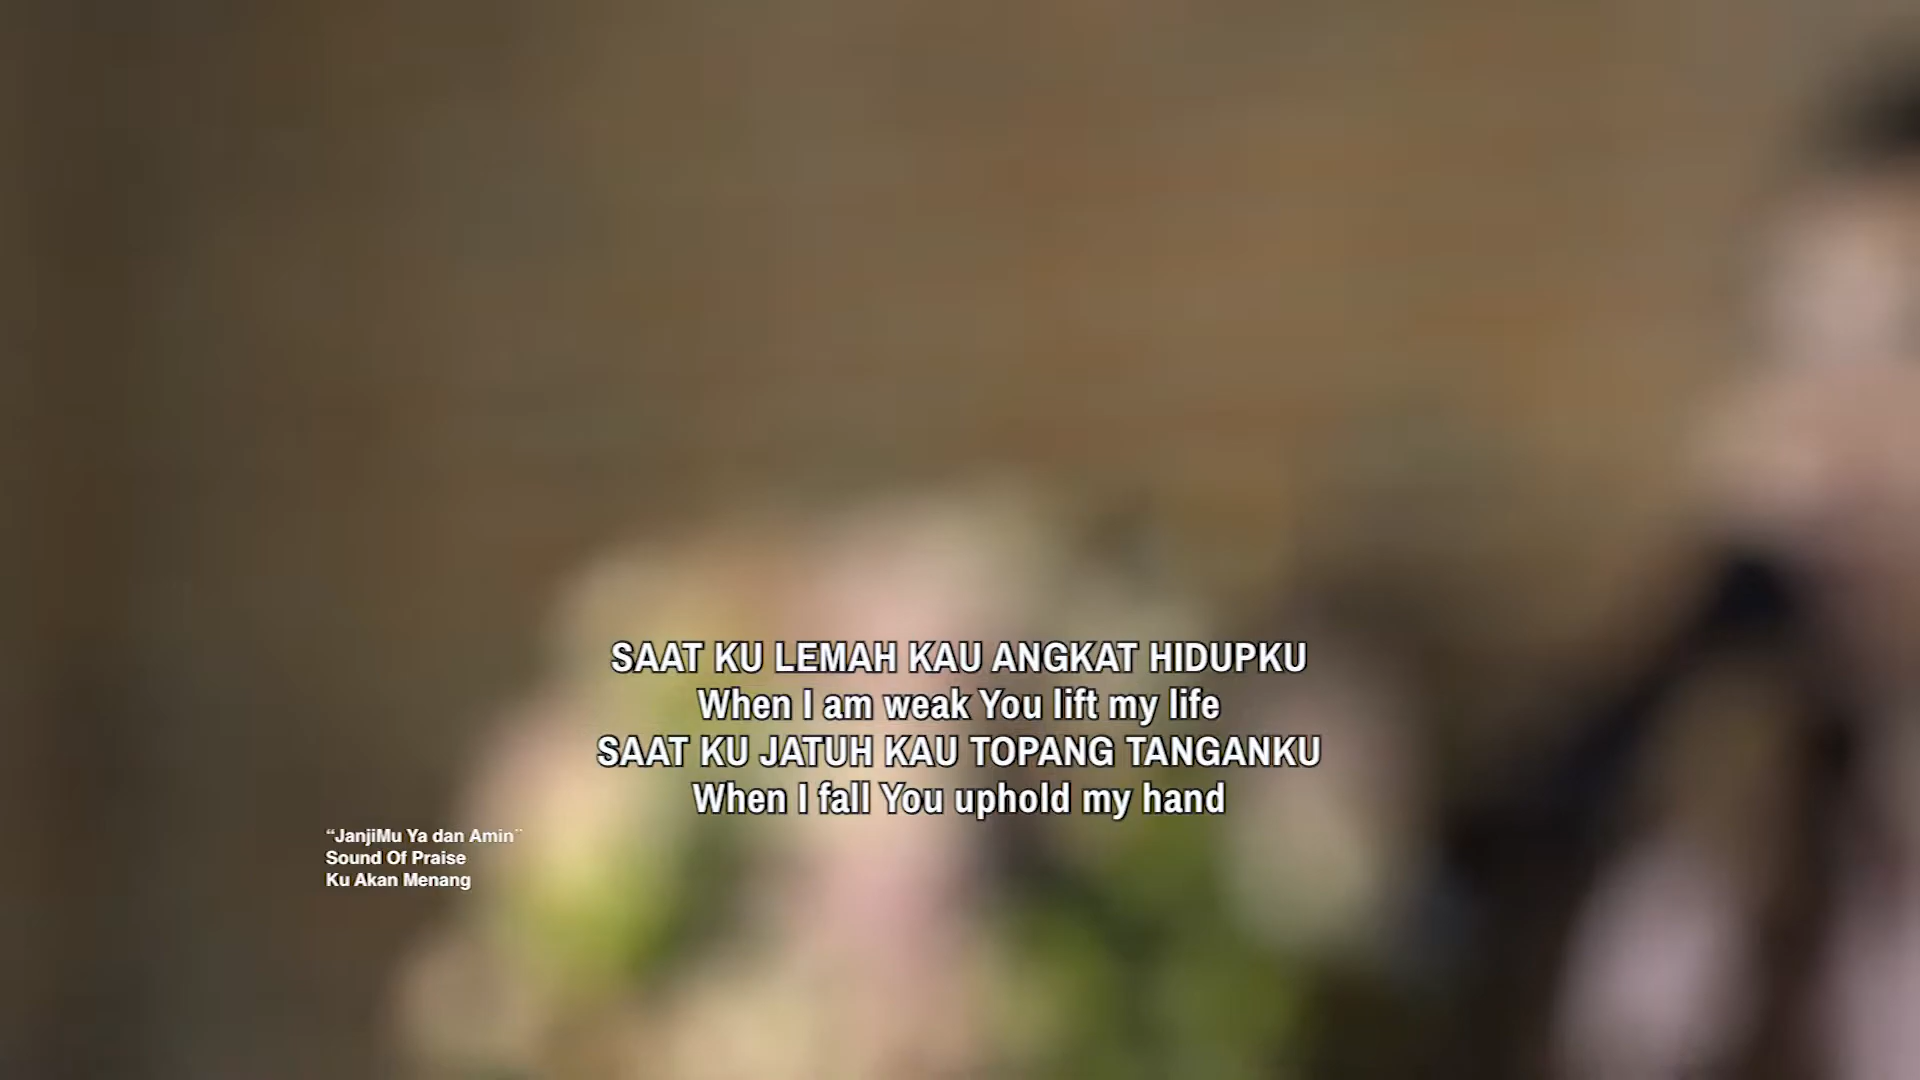 SAAT KU LEMAH KAU ANGKAT HIDUPKU
When I am weak You lift my life
SAAT KU JATUH KAU TOPANG TANGANKU
When I fall You uphold my hand
“JanjiMu Ya dan Amin¨
Sound Of Praise
Ku Akan Menang